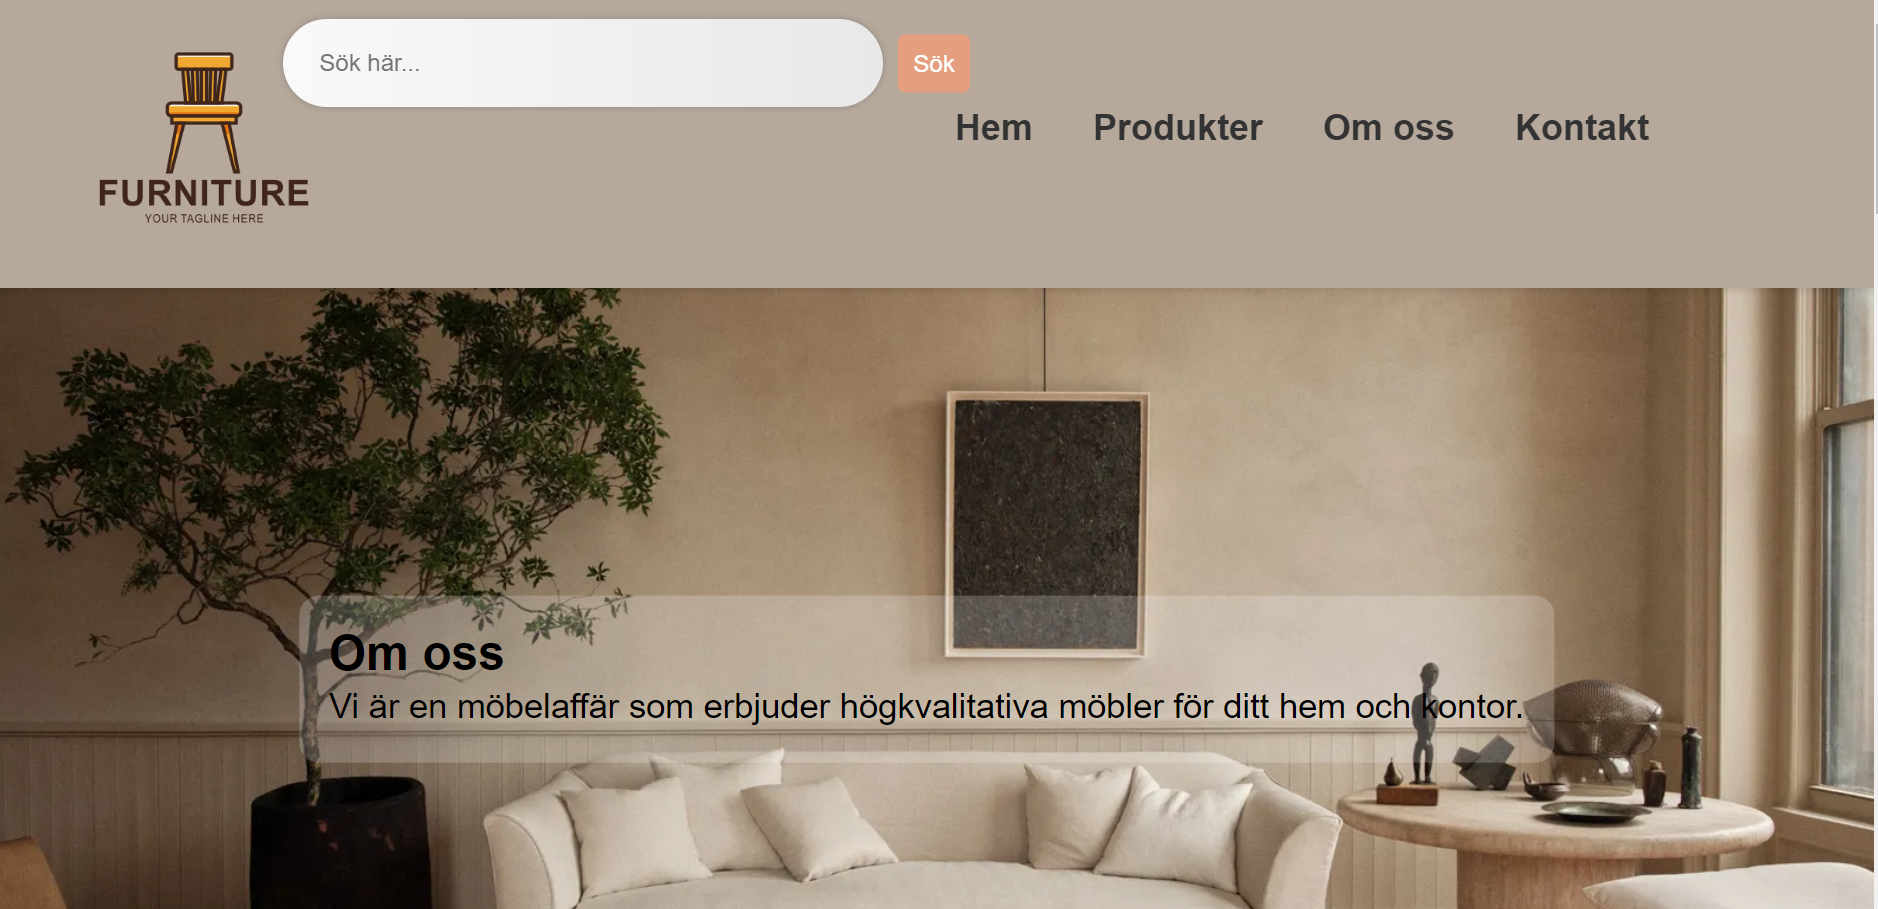 Sök här...
Sök
Hem Produkter Om oss Kontakt
FURNITURE
YOUR TAGLINE HERE
Om oss
Vi är en möbelaffär som erbjuder högkvalitativa möbler för ditt hem och kontor.